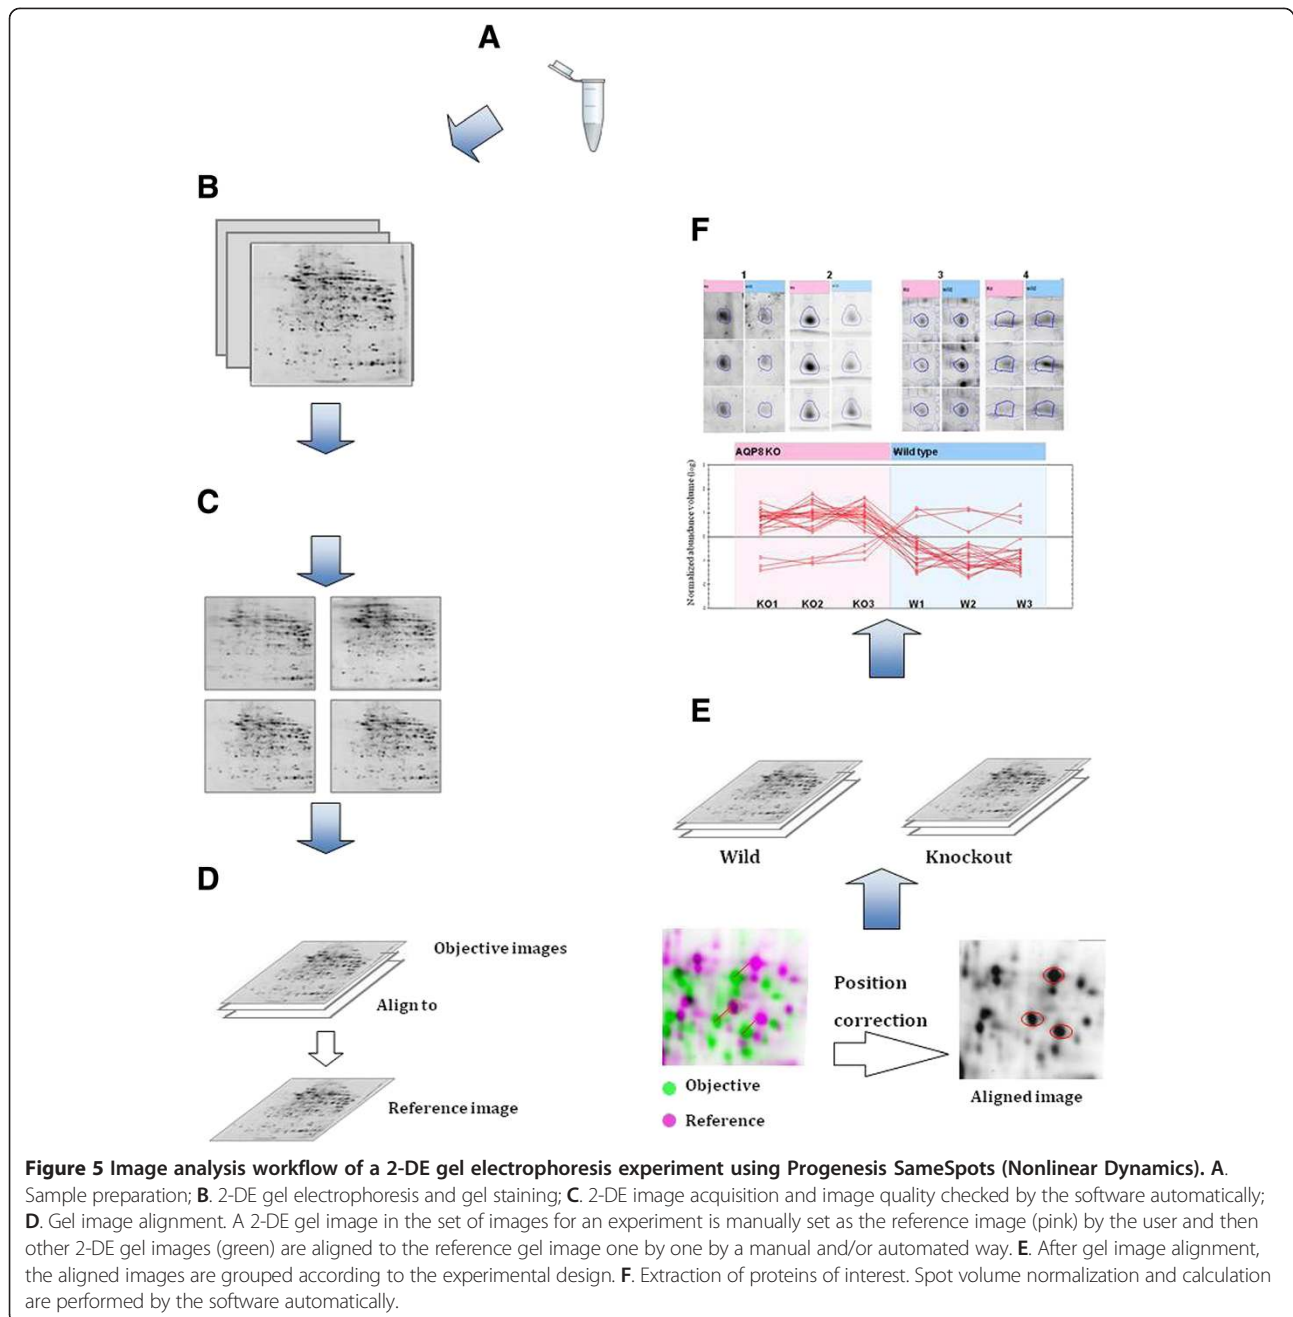 A
B
C
D
Objective images
Align to
Reference image
F
1 2 3 4
AQP8 KO Wild type
Normalized abundance volume (log)
KO1 KO2 KO3 W1 W2 W3
E
Wild Knockout
Position
correction
Objective
Reference
Aligned image
Figure 5 Image analysis workflow of a 2-DE gel electrophoresis experiment using Progenesis SameSpots (Nonlinear Dynamics). A.
Sample preparation; B. 2-DE gel electrophoresis and gel staining; C. 2-DE image acquisition and image quality checked by the software automatically;
D. Gel image alignment. A 2-DE gel image in the set of images for an experiment is manually set as the reference image (pink) by the user and then
other 2-DE gel images (green) are aligned to the reference gel image one by one by a manual and/or automated way. E. After gel image alignment,
the aligned images are grouped according to the experimental design. F. Extraction of proteins of interest. Spot volume normalization and calculation
are performed by the software automatically.